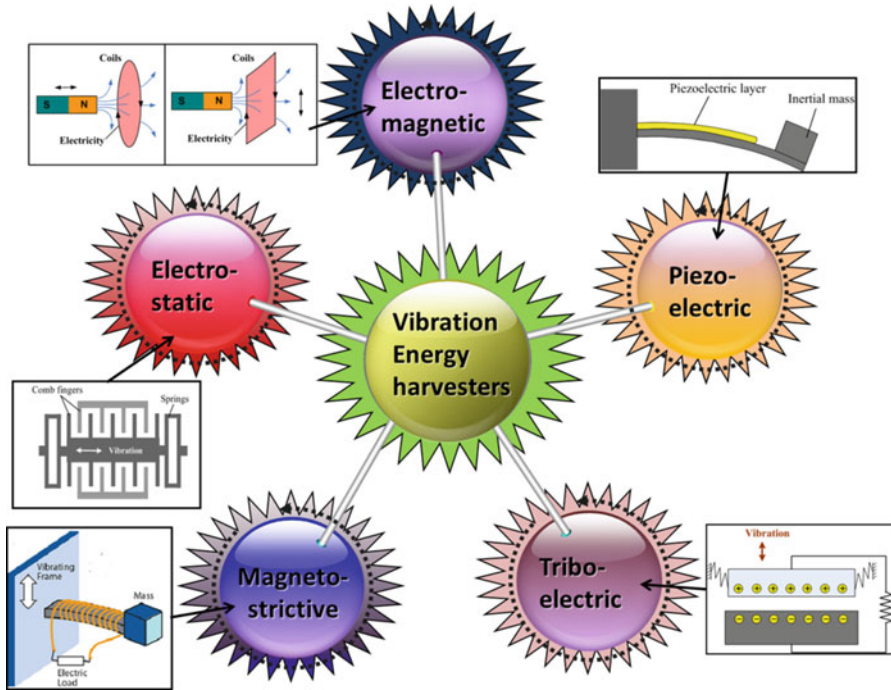 Coils
S
N
Electricity
Coils
S
N
Electricity
Electro-
magnetic
Piezoelectric layer
Inertial mass
Electro-
static
Piezo-
electric
Vibration
Energy
harvesters
Comb fingers
Springs
Vibration
Vibrating
Frame
Mass
Electric
Load
Magneto-
strictive
Tribo-
electric
Vibration
+ + + + + + +
− − − − − − −